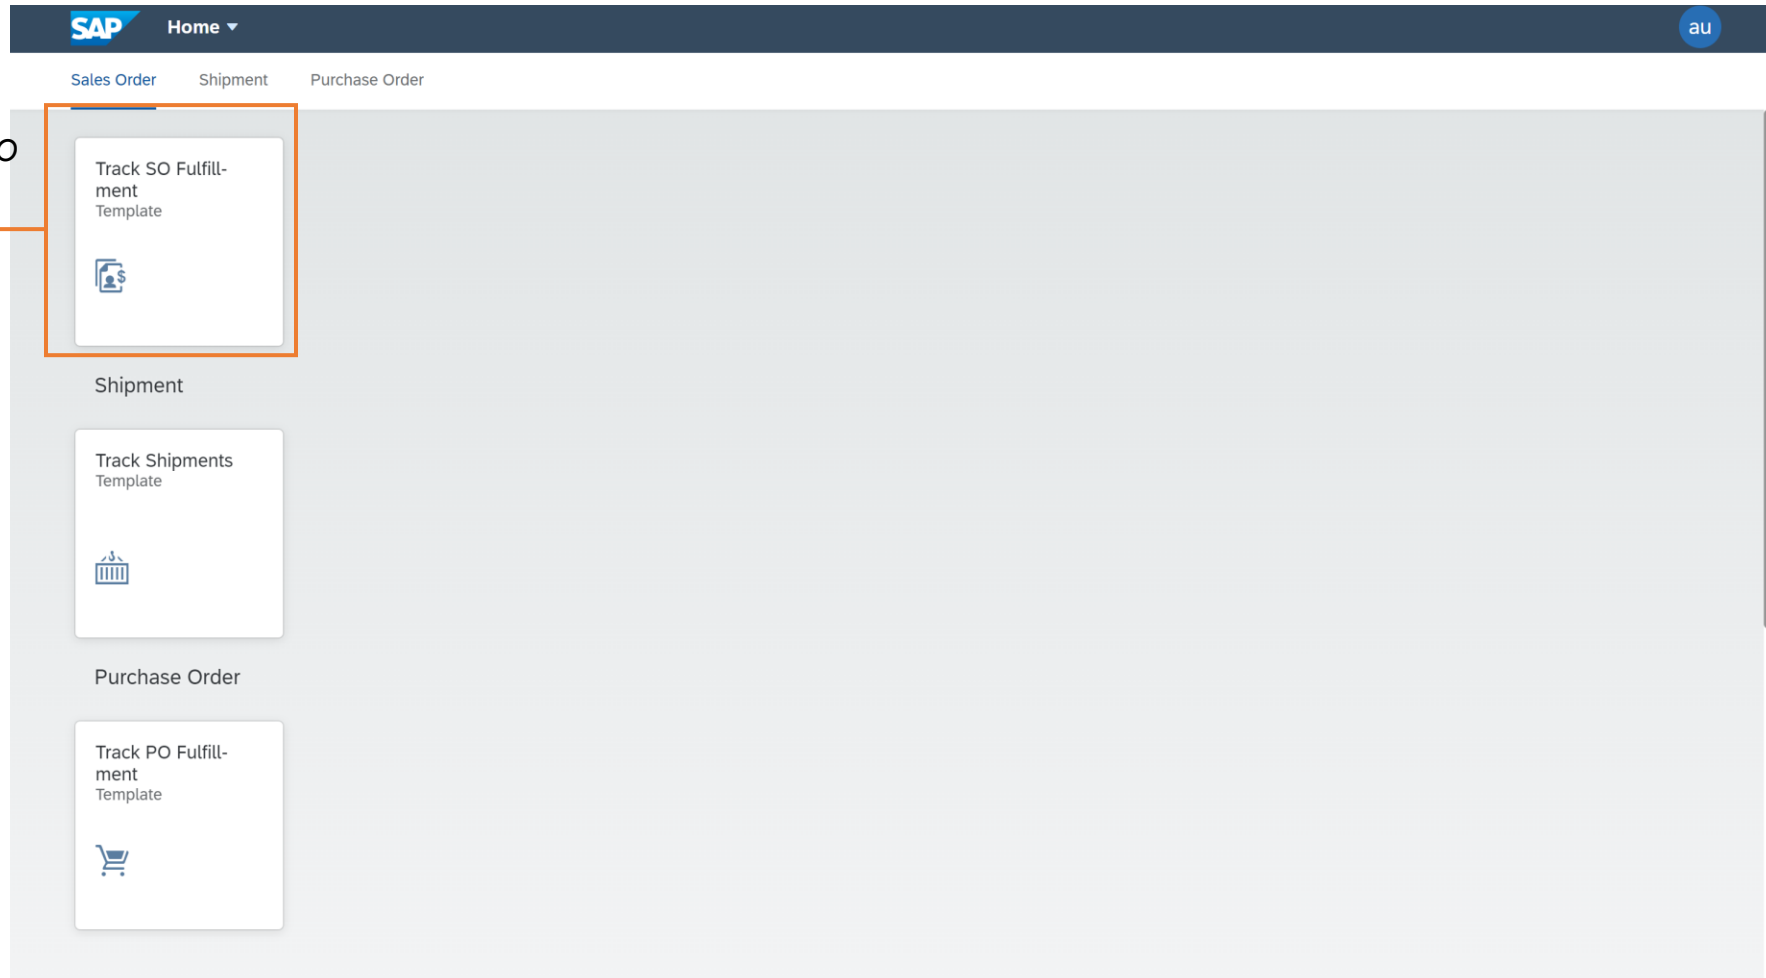 SAP Home
au
Sales Order Shipment Purchase Order
Track SO Fulfill-
ment
Template
Shipment
Track Shipments
Template
Purchase Order
Track PO Fulfill-
ment
Template